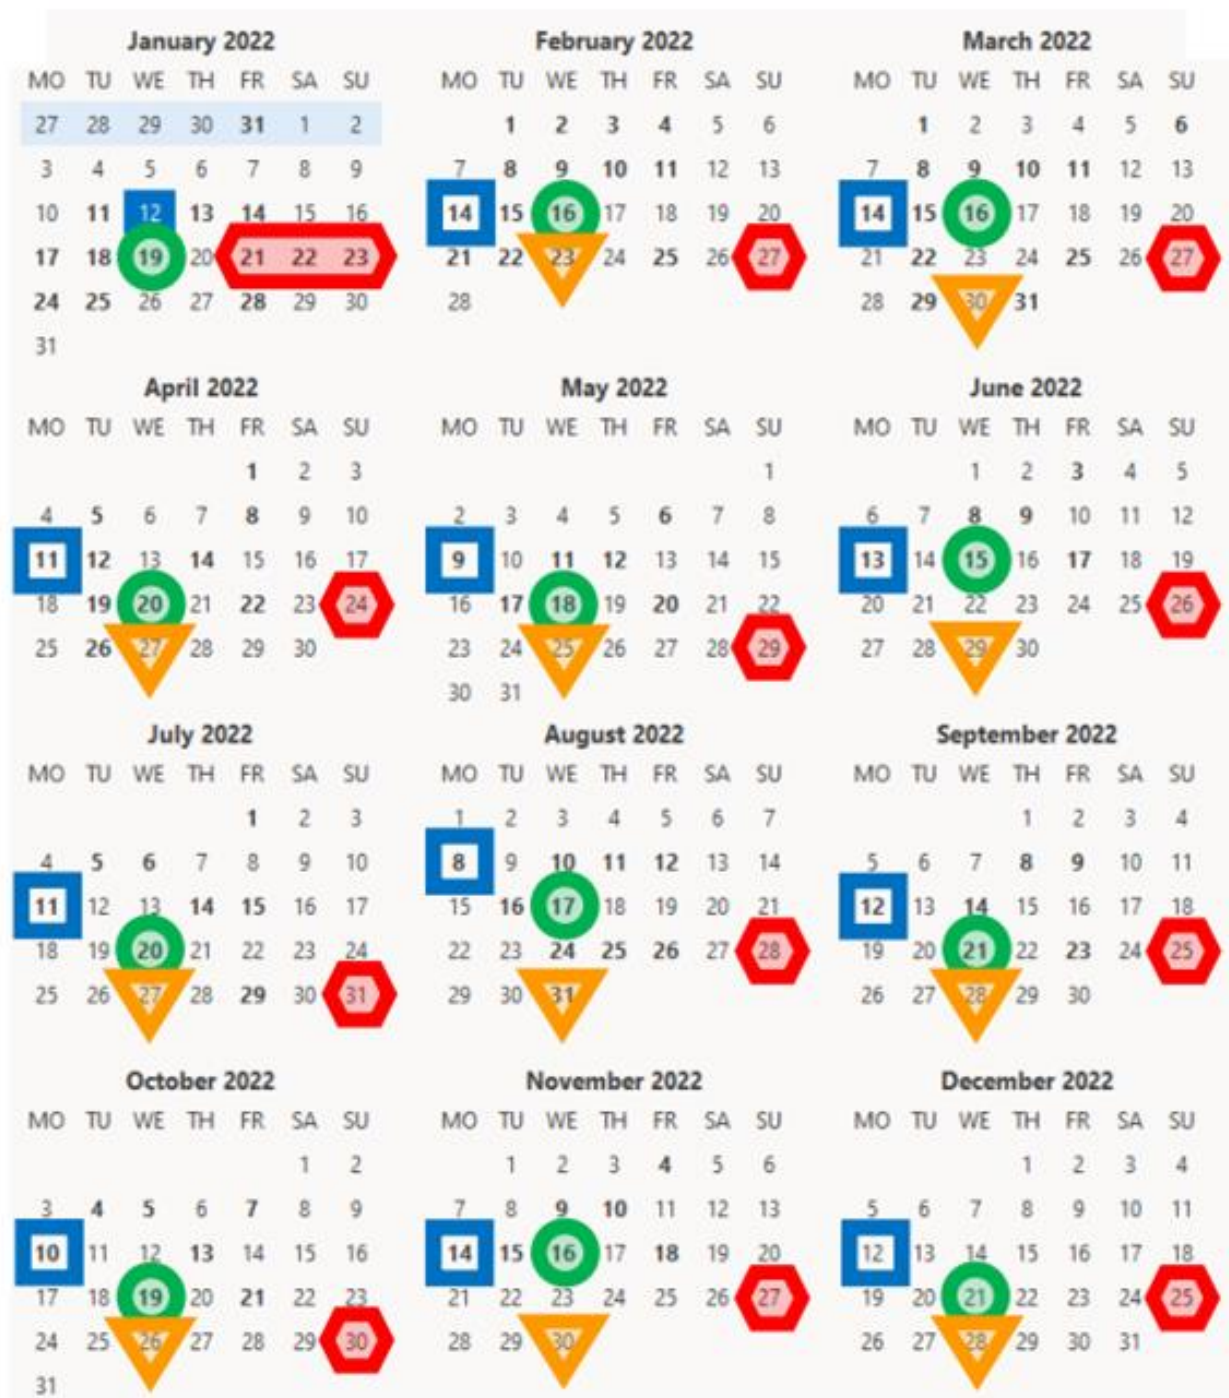 January 2022 February 2022 March 2022
MO TU WE TH FR SA SU MO TU WE TH FR SA SU MO TU WE TH FR SA SU
27 28 29 30 31 1 2 1 2 3 4 5 6 1 2 3 4 5 6
3 4 5 6 7 8 9 7 8 9 10 11 12 13 7 8 9 10 11 12 13
10 11 12 13 14 15 16 14 15 16 17 18 19 20 14 15 16 17 18 19 20
17 18 19 20 21 22 23 21 22 23 24 25 26 27 21 22 23 24 25 26 27
24 25 26 27 28 29 30 28 28 29 30 31
31
April 2022 May 2022 June 2022
MO TU WE TH FR SA SU MO TU WE TH FR SA SU MO TU WE TH FR SA SU
1 2 3 1 1 2 3 4 5
4 5 6 7 8 9 10 2 3 4 5 6 7 8 6 7 8 9 10 11 12
11 12 13 14 15 16 17 9 10 11 12 13 14 15 13 14 15 16 17 18 19
18 19 20 21 22 23 24 16 17 18 19 20 21 22 20 21 22 23 24 25 26
25 26 27 28 29 30 23 24 25 26 27 28 29 27 28 29 30
30 31
July 2022 August 2022 September 2022
MO TU WE TH FR SA SU MO TU WE TH FR SA SU MO TU WE TH FR SA SU
1 2 3 1 2 3 4 5 6 7 1 2 3 4
4 5 6 7 8 9 10 8 9 10 11 12 13 14 5 6 7 8 9 10 11
11 12 13 14 15 16 17 15 16 17 18 19 20 21 12 13 14 15 16 17 18
18 19 20 21 22 23 24 22 23 24 25 26 27 28 19 20 21 22 23 24 25
25 26 27 28 29 30 31 29 30 31 26 27 28 29 30
October 2022 November 2022 December 2022
MO TU WE TH FR SA SU MO TU WE TH FR SA SU MO TU WE TH FR SA SU
1 2 1 2 3 4 5 6 1 2 3 4
3 4 5 6 7 8 9 7 8 9 10 11 12 13 5 6 7 8 9 10 11
10 11 12 13 14 15 16 14 15 16 17 18 19 20 12 13 14 15 16 17 18
17 18 19 20 21 22 23 21 22 23 24 25 26 27 19 20 21 22 23 24 25
24 25 26 27 28 29 30 28 29 30 26 27 28 29 30 31
31